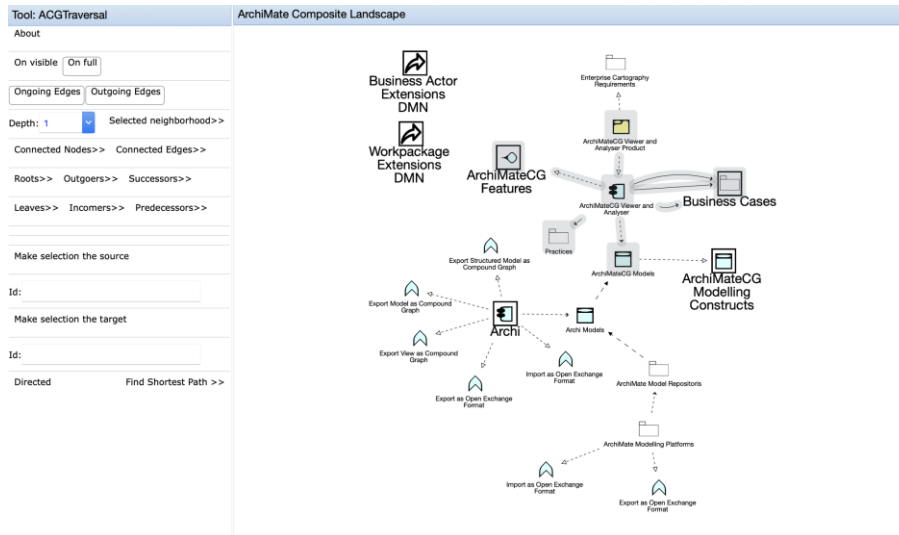 Tool: ACGTraversal
About
On visible On full
Ongoing Edges Outgoing Edges
Depth: 1 Selected neighborhood>>
Connected Nodes>> Connected Edges>>
Roots>> Outgoers>> Successors>>
Leaves>> Incomers>> Predecessors>>
Make selection the source
Id:
Make selection the target
Id:
Directed Find Shortest Path >>
ArchiMate Composite Landscape
Business Actor
Extensions
DMN
Workpackage
Extensions
DMN
Enterprise Cartography
Requirements
ArchiMateCG Viewer and
Analyser Product
ArchiMateCG
Features
ArchiMateCG Viewer and
Analyser
Business Cases
Practices
ArchiMateCG Models
ArchiMateCG
Modelling
Constructs
Export Structured Model as
Compound Graph
Export Model as Compound
Graph
Archi
Archi Models
Export View as Compound
Graph
Import as Open Exchange
Format
Export as Open Exchange
Format
ArchiMate Model Repositoris
ArchiMate Modelling Platforms
Import as Open Exchange
Format
Export as Open Exchange
Format